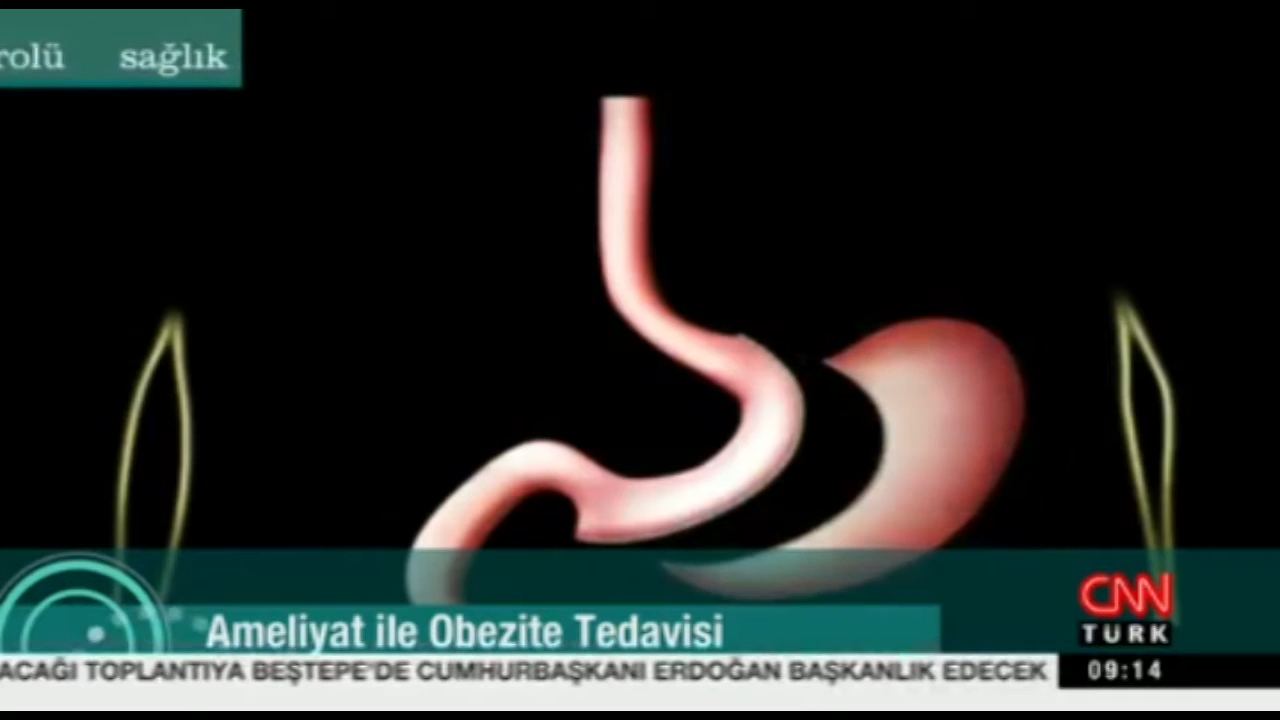 rolü sağlık
Ameliyat ile Obezite Tedavisi
CNN
TURK
ACAĞI TOPLANTIYA BEŞTEPE'DE CUMHURBAŞKANI ERDOĞAN BAŞKANLIK EDECEK
09:14